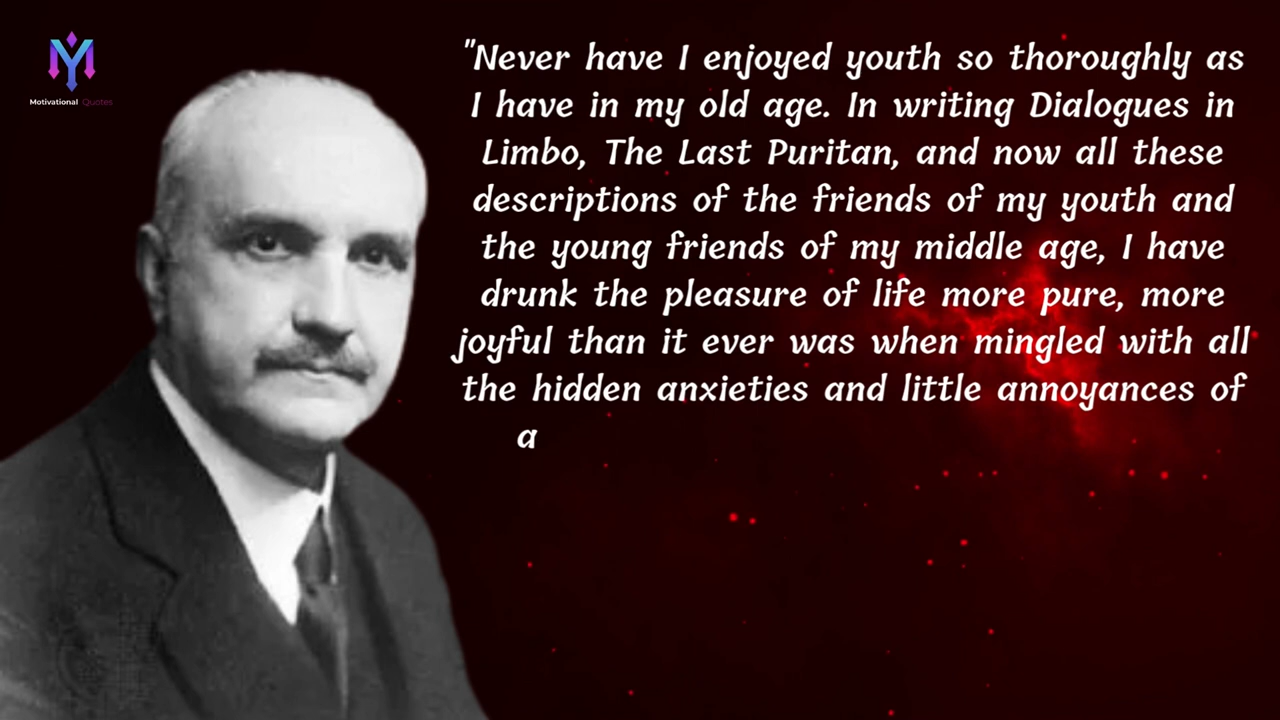 Motivational Quotes
"Never have I enjoyed youth so thoroughly as
I have in my old age. In writing Dialogues in
Limbo, The Last Puritan, and now all these
descriptions of the friends of my youth and
the young friends of my middle age, I have
drunk the pleasure of life more pure, more
joyful than it ever was when mingled with all
the hidden anxieties and little annoyances of
a